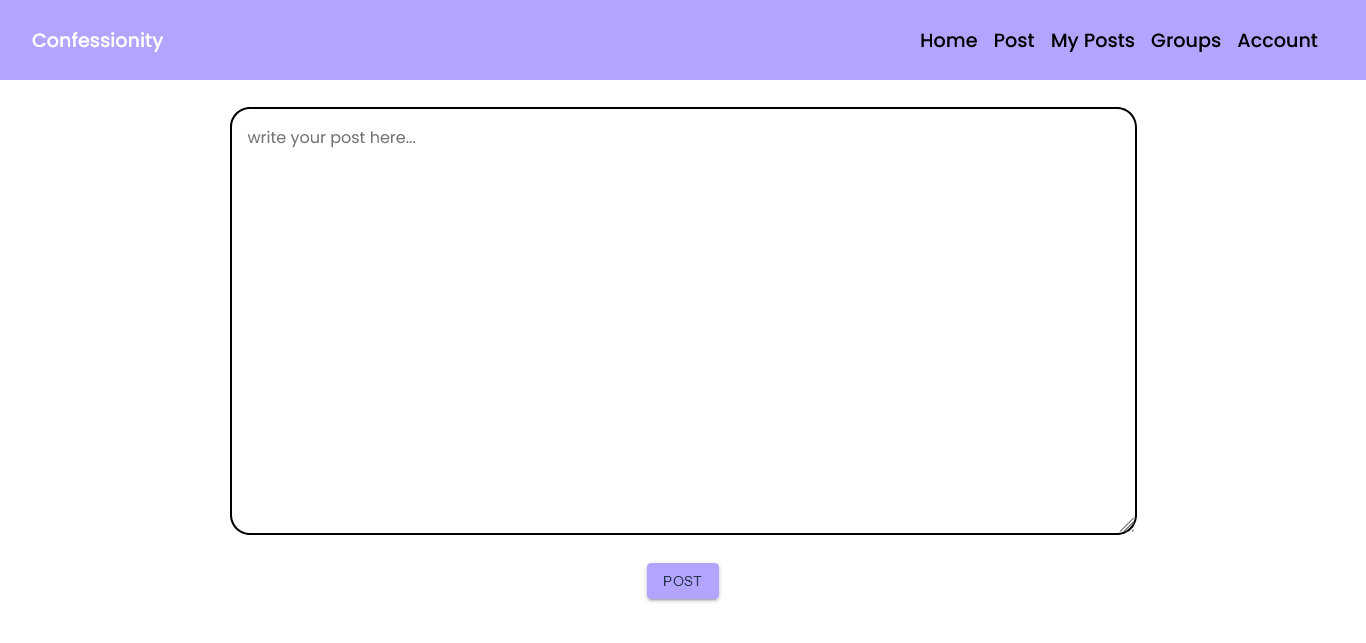 Confessionity Home Post My Posts Groups Account
write your post here...
POST